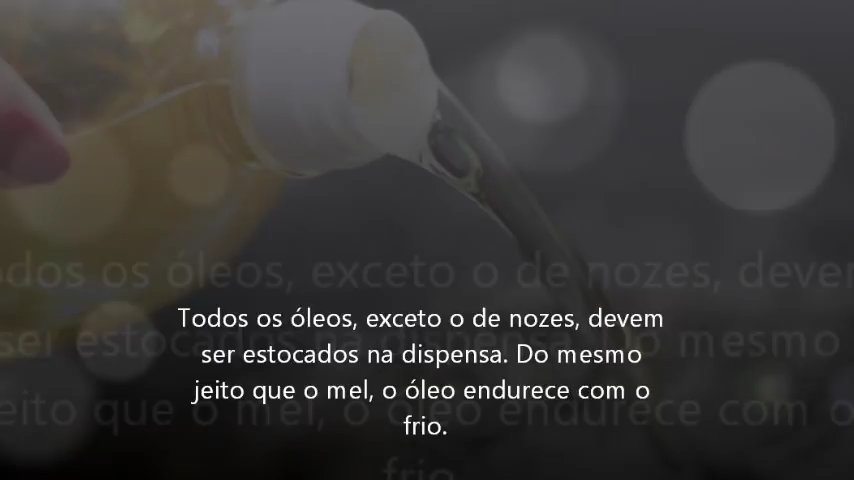 Todos os óleos, exceto o de nozes, devem
ser estocados na dispensa. Do mesmo
jeito que o mel, o óleo endurece com o
frio.